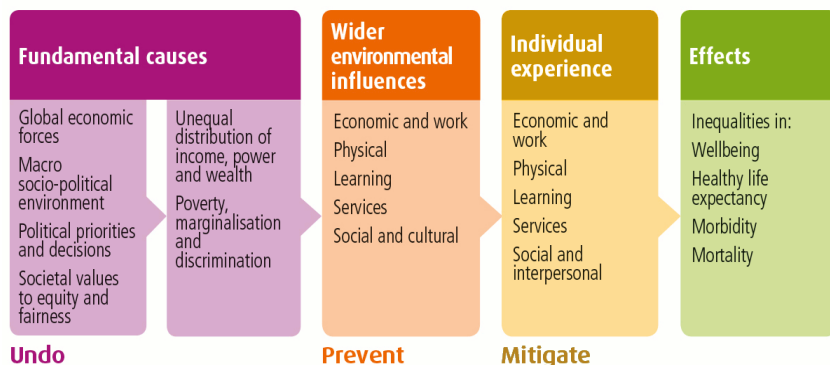 Fundamental causes
Global economic
forces
Macro
socio-political
environment
Political priorities
and decisions
Societal values
to equity and
fairness
Unequal
distribution of
income, power
and wealth
Poverty,
marginalisation
and
discrimination
Undo
Wider
environmental
influences
Economic and work
Physical
Learning
Services
Social and cultural
Prevent
Individual
experience
Economic and
work
Physical
Learning
Services
Social and
interpersonal
Mitigate
Effects
Inequalities in:
Wellbeing
Healthy life
expectancy
Morbidity
Mortality